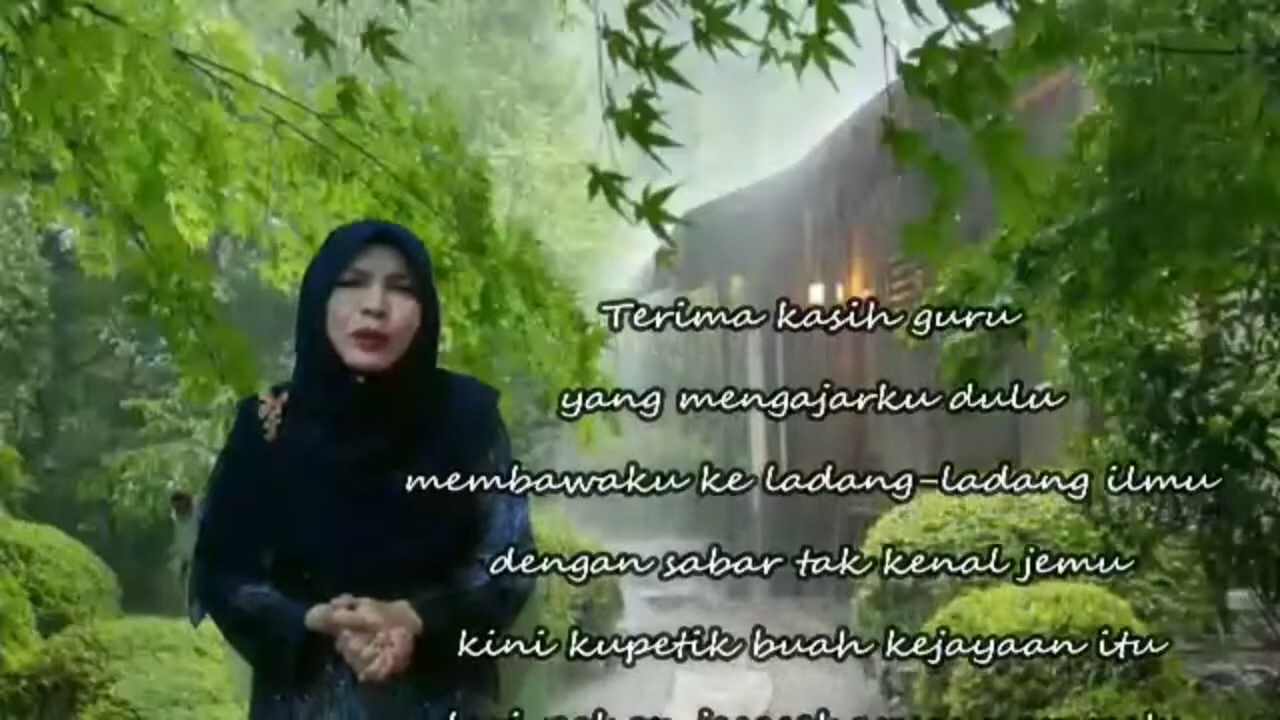 Terima kasih guru
yang mengajarku dulu
membawaku ke ladang-ladang ilmu
dengan sabar tak kenal jemu
kini kupetik buah kejayaan itu